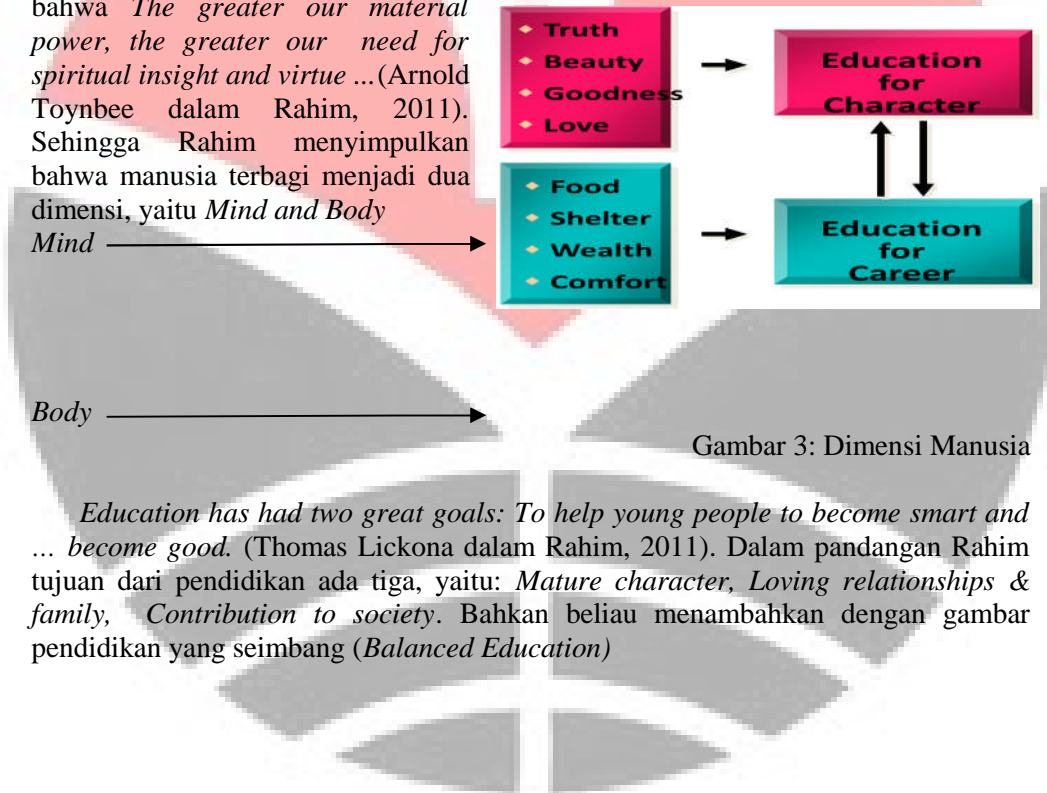 bahwa The greater our material
power, the greater our need for
spiritual insight and virtue ...(Arnold
Toynbee dalam Rahim, 2011).
Sehingga Rahim menyimpulkan
bahwa manusia terbagi menjadi dua
dimensi, yaitu Mind and Body
Mind
Body
Truth
Beauty
Goodness
Love
Education
for
Character
Food
Shelter
Wealth
Comfort
Education
for
Career
Gambar 3: Dimensi Manusia
Education has had two great goals: To help young people to become smart and
... become good. (Thomas Lickona dalam Rahim, 2011). Dalam pandangan Rahim
tujuan dari pendidikan ada tiga, yaitu: Mature character, Loving relationships &
family, Contribution to society. Bahkan beliau menambahkan dengan gambar
pendidikan yang seimbang (Balanced Education)